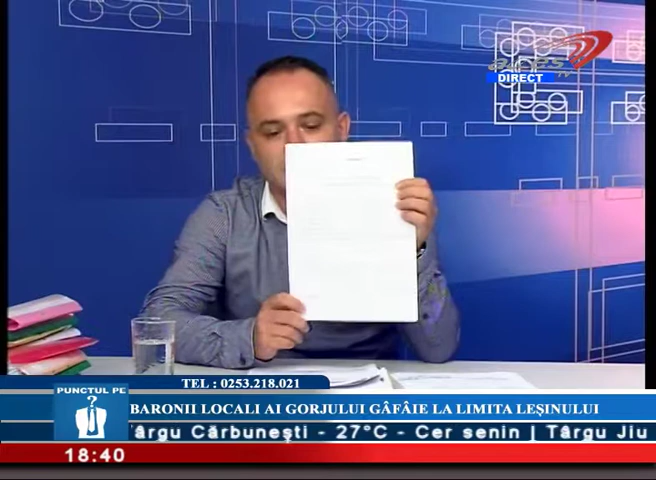 DIRECT
TEL : 0253.218.021
PUNCTUL PE
?
BARONII LOCALI AI GORJULUI GÂFÂIE LA LIMITA LEŞINULUI
Târgu Cărbuneşti - 27°C - Cer senin | Târgu Jiu
18:40